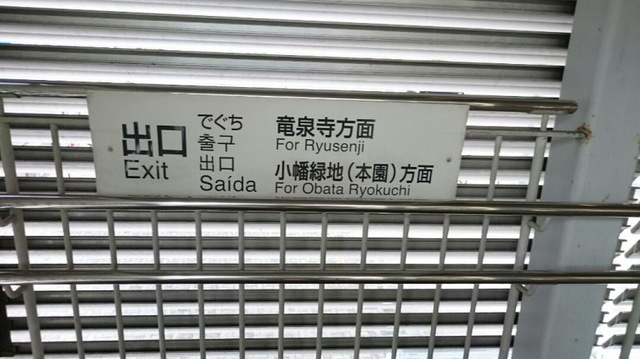 出口
Exit
でぐち
출구
出口
Saída
竜泉寺方面
For Ryusenji
小幡緑地(本園)方面
For Obata Ryokuchi